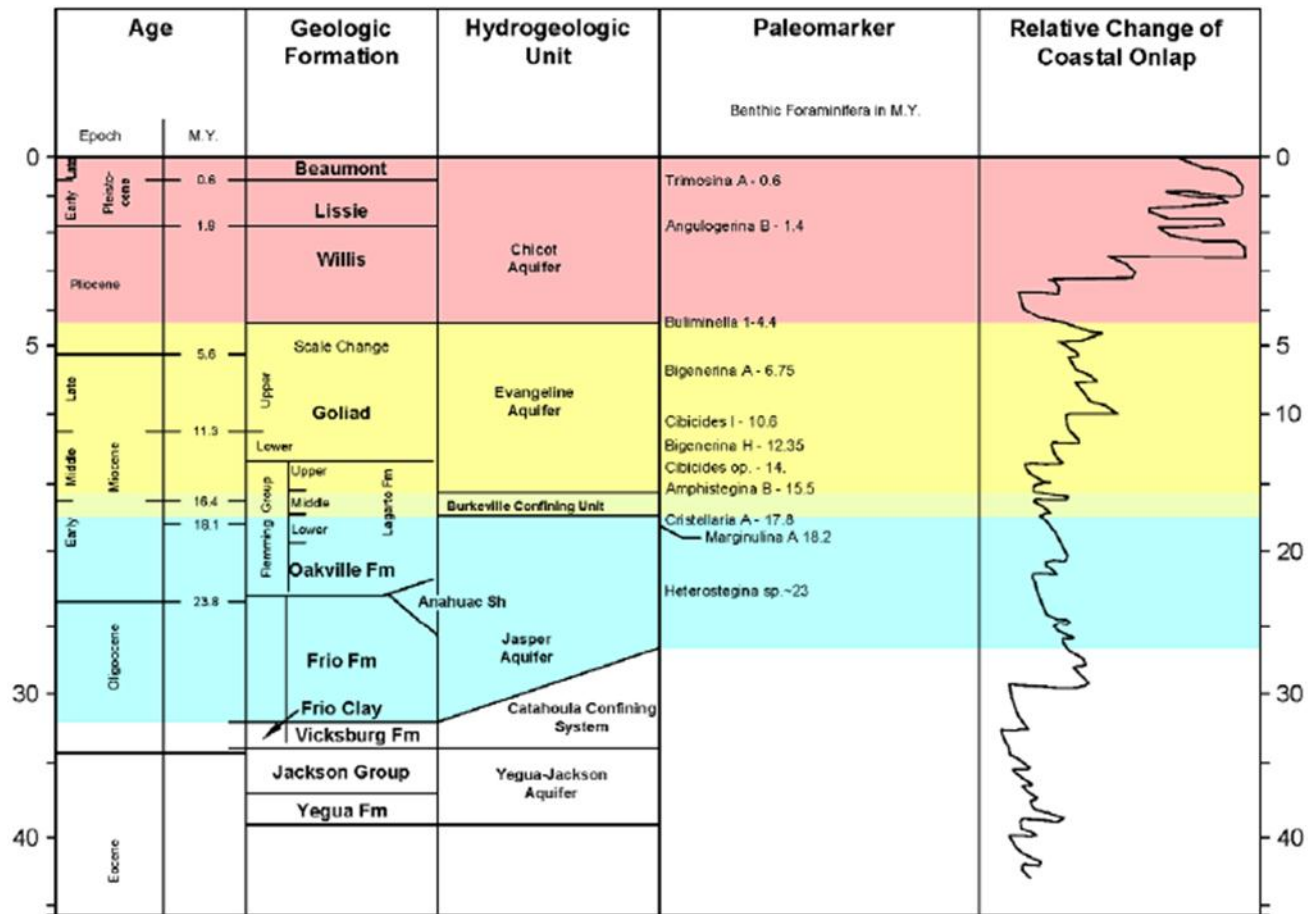 Age
Geologic
Formation
Hydrogeologic
Unit
Paleomarker
Relative Change of
Coastal Onlap
Benthic Foraminifera in M.Y.
Epoch
M.Y.
0
5
30
40
Late
Early
Pleisto-
cene
Pliocene
Late
Middle
Early
Miocene
Oligoocene
Eocene
0.6
1.8
5.6
11.3
16.4
18.1
23.8
Beaumont
Lissie
Willis
Scale Change
Upper
Goliad
Lower
Flemming Group
Upper
Middle
Lower
Lagarto Fm
Oakville Fm
Anahuac Sh
Frio Fm
Frio Clay
Vicksburg Fm
Jackson Group
Yegua Fm
Chicot
Aquifer
Evangeline
Aquifer
Burkeville Confining Unit
Jasper
Aquifer
Catahoula Confining
System
Yegua-Jackson
Aquifer
Trimosina A - 0.6
Angulogerina B - 1.4
Buliminella 1-4.4
Bigenerina A - 6.75
Cibicides I - 10.6
Bigenerina H - 12.35
Cibicides op. - 14.
Amphistegina B - 15.5
Cristellaria A - 17.8
Marginulina A 18.2
Heterostegina sp.~23
0
5
10
20
30
40